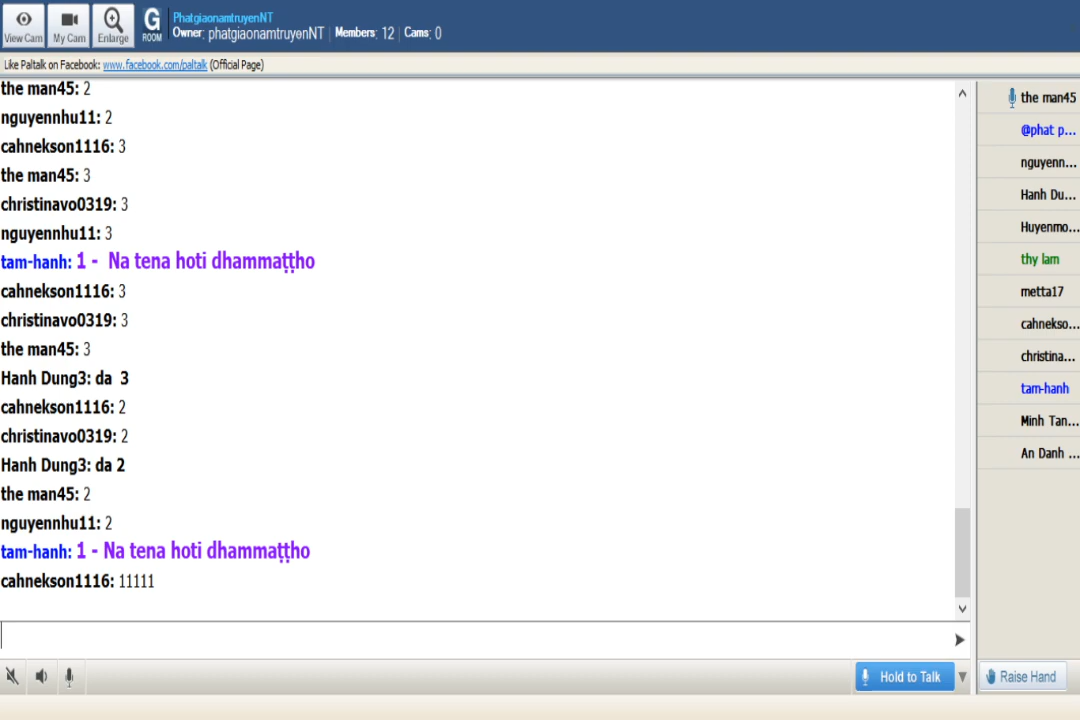 View Cam
My Cam
Enlarge
G
ROOM
PhatgiaonamtruyenNT
Owner: phatgiaonamtruyenNT | Members: 12 | Cams: 0
Like Paltalk on Facebook: www.facebook.com/paltalk (Official Page)
the man45: 2
nguyennhu11: 2
cahnekson1116: 3
the man45: 3
christinavo0319: 3
nguyennhu11: 3
tam-hanh: 1 - Na tena hoti dhammaṭṭho
cahnekson1116: 3
christinavo0319: 3
the man45: 3
Hanh Dung3: da 3
cahnekson1116: 2
christinavo0319: 2
Hanh Dung3: da 2
the man45: 2
nguyennhu11: 2
tam-hanh: 1 - Na tena hoti dhammaṭṭho
cahnekson1116: 11111
the man45
@phat p...
nguyenn...
Hanh Du...
Huyenmo...
thy lam
metta17
cahnekso...
christina...
tam-hanh
Minh Tan...
An Danh ...
Hold to Talk
Raise Hand